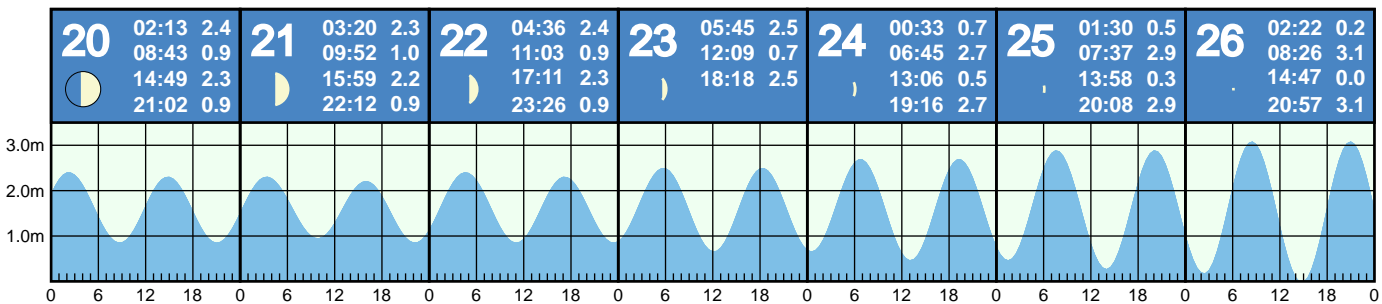 20 02:13 2.4 21 03:20 2.3 22 04:36 2.4 23 05:45 2.5 24 00:33 0.7 25 01:30 0.5 26 02:22 0.2
08:43 0.9 09:52 1.0 11:03 0.9 12:09 0.7 06:45 2.7 07:37 2.9 08:26 3.1
14:49 2.3 15:59 2.2 17:11 2.3 18:18 2.5 13:06 0.5 13:58 0.3 14:47 0.0
21:02 0.9 22:12 0.9 23:26 0.9 19:16 2.7 20:08 2.9 20:57 3.1
3.0m
2.0m
1.0m
0 6 12 18 0 6 12 18 0 6 12 18 0 6 12 18 0 6 12 18 0 6 12 18 0 6 12 18 0